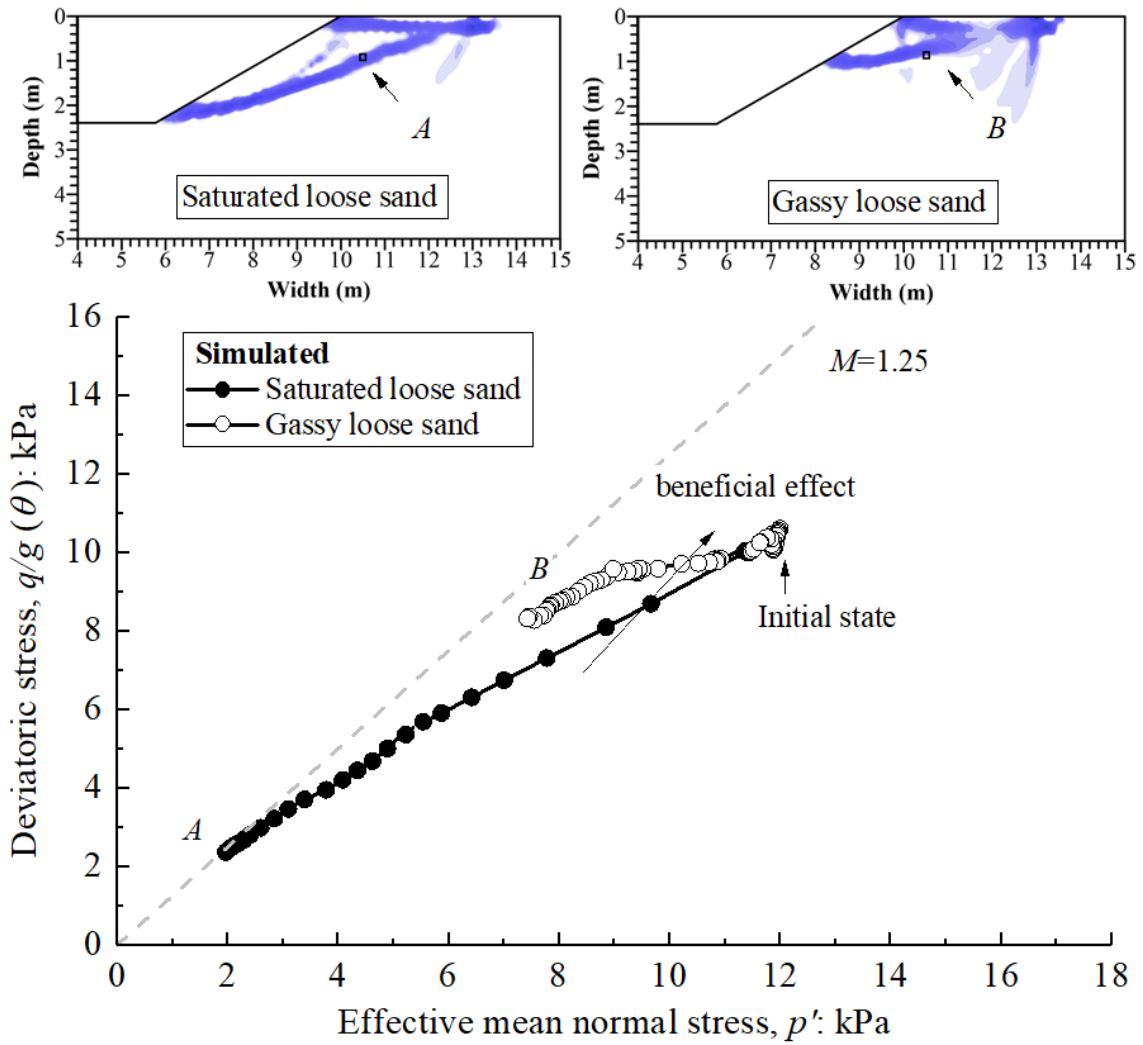 0
1
2
3
4
5
Depth (m)
A
Saturated loose sand
4 5 6 7 8 9 10 11 12 13 14 15
Width (m)
0
1
2
3
4
5
Depth (m)
B
Gassy loose sand
4 5 6 7 8 9 10 11 12 13 14 15
Width (m)
16
14
12
10
8
6
4
2
0
Deviatoric stress, q/g (θ): kPa
Simulated
Saturated loose sand
Gassy loose sand
M=1.25
beneficial effect
B
Initial state
A
0 2 4 6 8 10 12 14 16 18
Effective mean normal stress, p': kPa